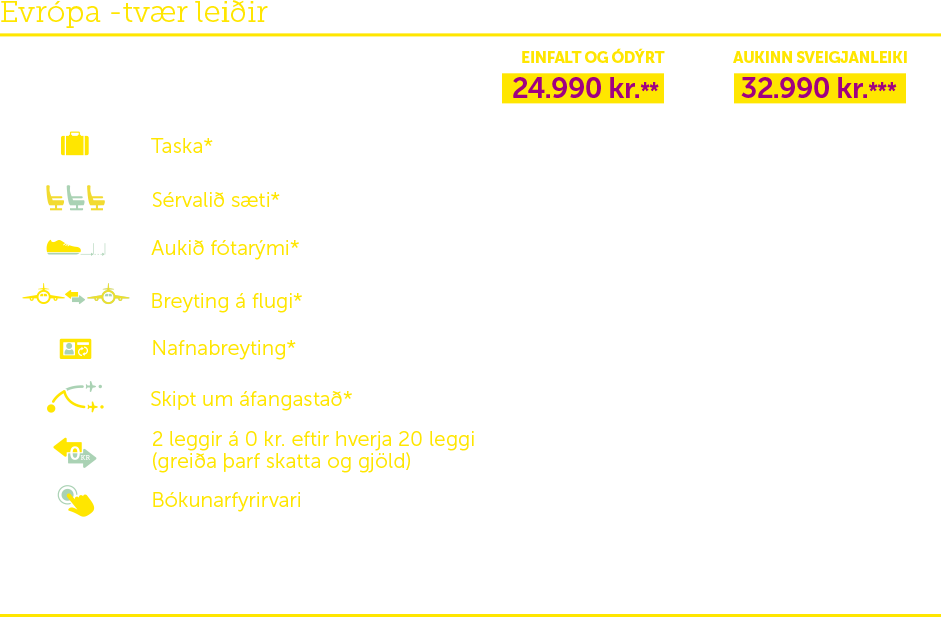 Evrópa -tvær leiðir
EINFALT OG ÓDÝRT
AUKINN SVEIGJANLEIKI
24.990 kr.**
32.990 kr.***
Taska*
Sérvalið sæti*
Aukið fótarými*
Breyting á flugi*
Nafnabreyting*
Skipt um áfangastað*
2 leggir á 0 kr. eftir hverja 20 leggi
(greiða þarf skatta og gjöld)
0 KR
Bókunarfyrirvari